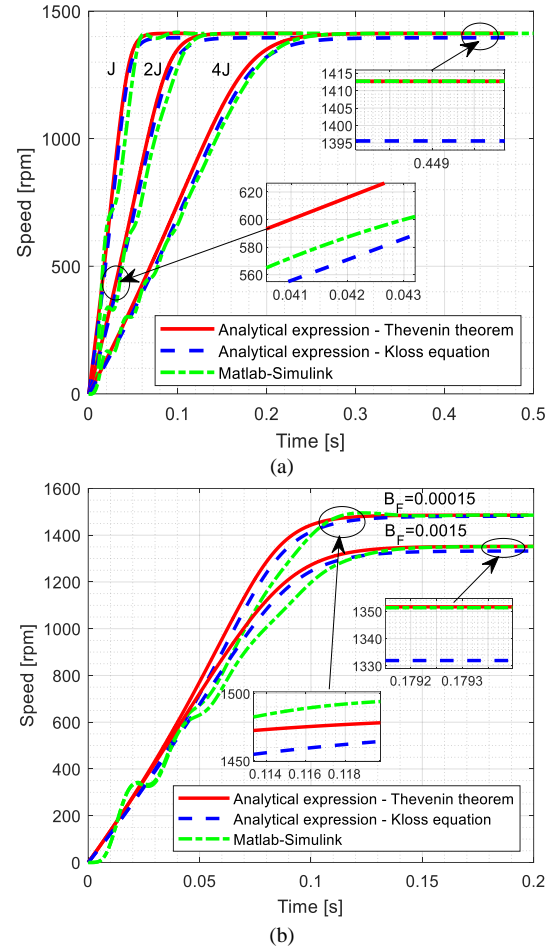 1500
1000
500
0
Speed [rpm]
J
2J
4J
1415
1410
1405
1400
1395
0.449
620
600
580
560
0.041
0.042
0.043
Analytical expression - Thevenin theorem
Analytical expression - Kloss equation
Matlab-Simulink
0
0.1
0.2
0.3
0.4
0.5
Time [s]
(a)
1600
1400
1200
1000
800
600
400
200
0
Speed [rpm]
B_F=0.00015
B_F=0.0015
1350
1340
1330
0.1792
0.1793
1500
1450
0.114
0.116
0.118
Analytical expression - Thevenin theorem
Analytical expression - Kloss equation
Matlab-Simulink
0
0.05
0.1
0.15
0.2
Time [s]
(b)